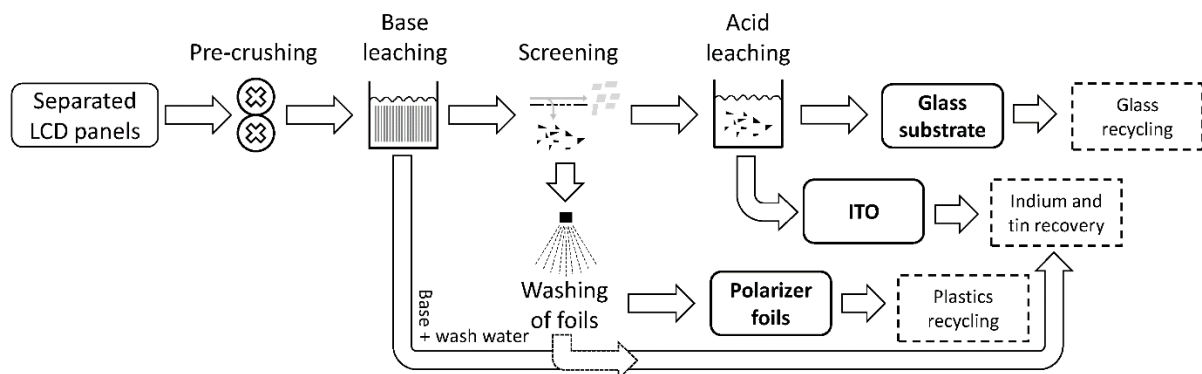 Base
leaching
Acid
leaching
Pre-crushing
Screening
Separated
LCD panels
Glass
substrate
Glass
recycling
ITO
Indium and
tin recovery
Washing
of foils
Polarizer
foils
Plastics
recycling
Base
+ wash water